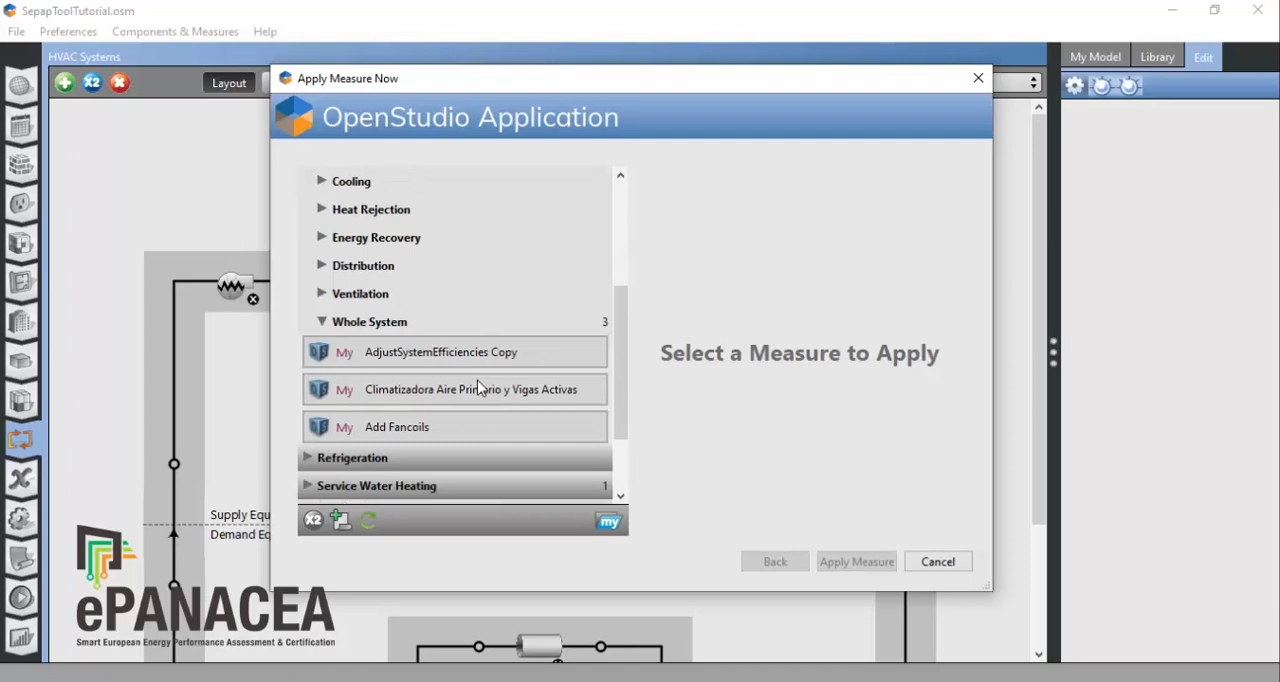 SepapToolTutorial.osm
File Preferences Components & Measures Help
HVAC Systems
My Model Library Edit
Layout
Apply Measure Now
OpenStudio Application
Cooling
Heat Rejection
Energy Recovery
Distribution
Ventilation
Whole System 3
My AdjustSystemEfficiencies Copy
My Climatizadora Aire Primario y Vigas Activas
My Add Fancoils
Refrigeration
Service Water Heating 1
X2 my
Select a Measure to Apply
Back Apply Measure Cancel
Supply Equ
Demand Eq
ePANACEA
Smart European Energy Performance Assessment & Certification